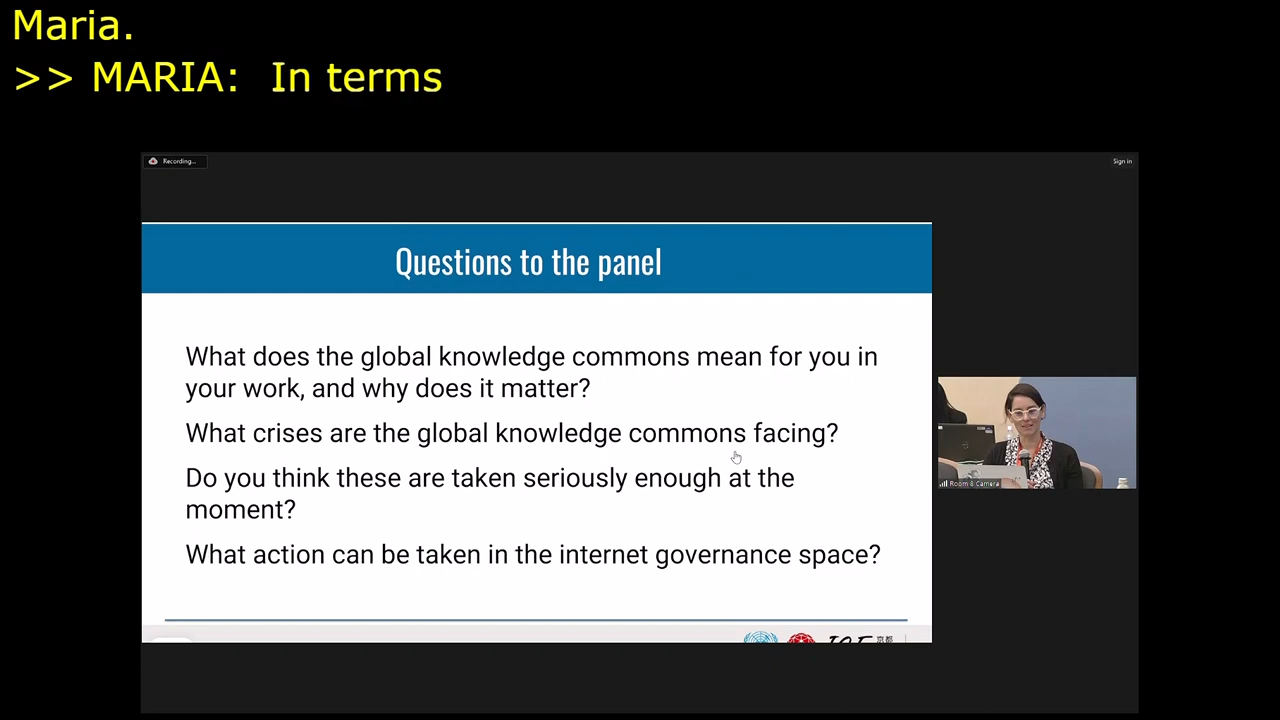 Maria.
>> MARIA:  In terms
Recording...
Sign in
Questions to the panel
What does the global knowledge commons mean for you in
your work, and why does it matter?
What crises are the global knowledge commons facing?
Do you think these are taken seriously enough at the
moment?
What action can be taken in the internet governance space?
Room 8 Camera